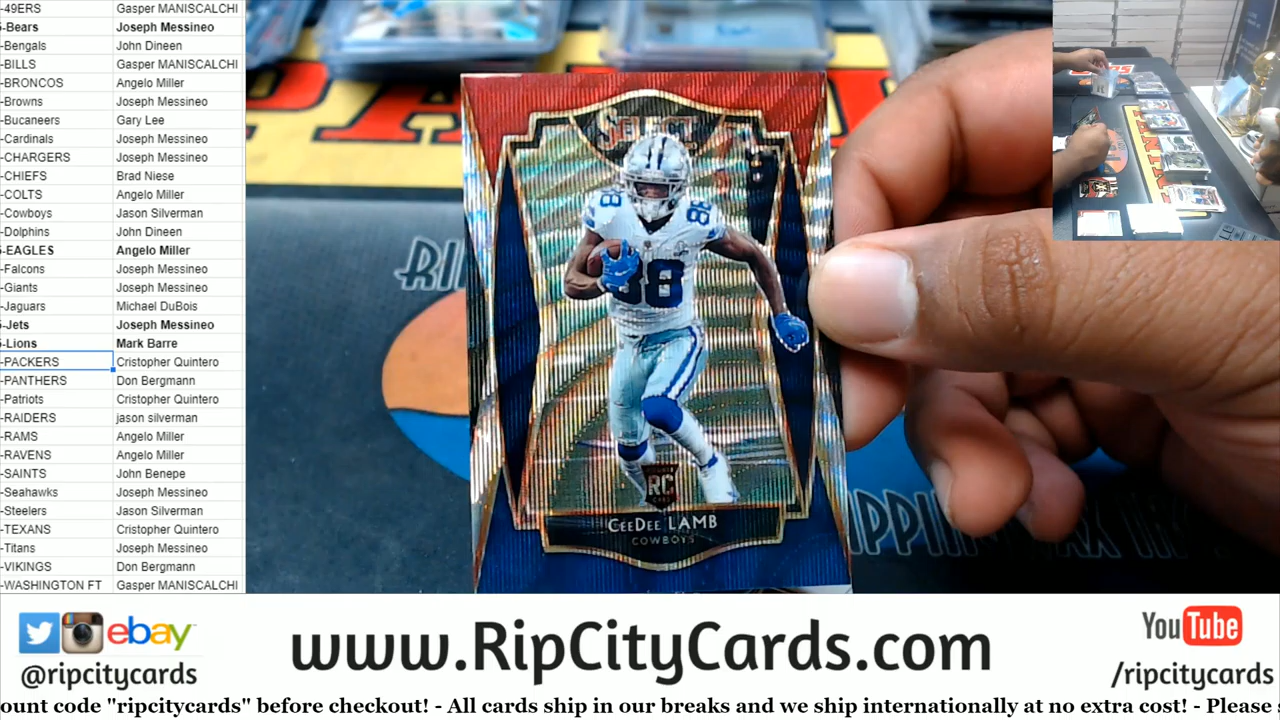 -49ERS Gasper MANISCALCHI
-Bears Joseph Messineo
-Bengals John Dineen
-BILLS Gasper MANISCALCHI
-BRONCOS Angelo Miller
-Browns Joseph Messineo
-Bucaneers Gary Lee
-Cardinals Joseph Messineo
-CHARGERS Joseph Messineo
-CHIEFS Brad Niese
-COLTS Angelo Miller
-Cowboys Jason Silverman
-Dolphins John Dineen
-EAGLES Angelo Miller
-Falcons Joseph Messineo
-Giants Joseph Messineo
-Jaguars Michael DuBois
-Jets Joseph Messineo
-Lions Mark Barre
-PACKERS Cristopher Quintero
-PANTHERS Don Bergmann
-Patriots Cristopher Quintero
-RAIDERS jason silverman
-RAMS Angelo Miller
-RAVENS Angelo Miller
-SAINTS John Benepe
-Seahawks Joseph Messineo
-Steelers Jason Silverman
-TEXANS Cristopher Quintero
-Titans Joseph Messineo
-VIKINGS Don Bergmann
-WASHINGTON FT Gasper MANISCALCHI
SELECT
88
88
RC
CEEDEE LAMB
COWBOYS
RIP
IPPING WAX
ebay
@ripcitycards
www.RipCityCards.com
YouTube
/ripcitycards
ount code "ripcitycards" before checkout! - All cards ship in our breaks and we ship internationally at no extra cost! - Please